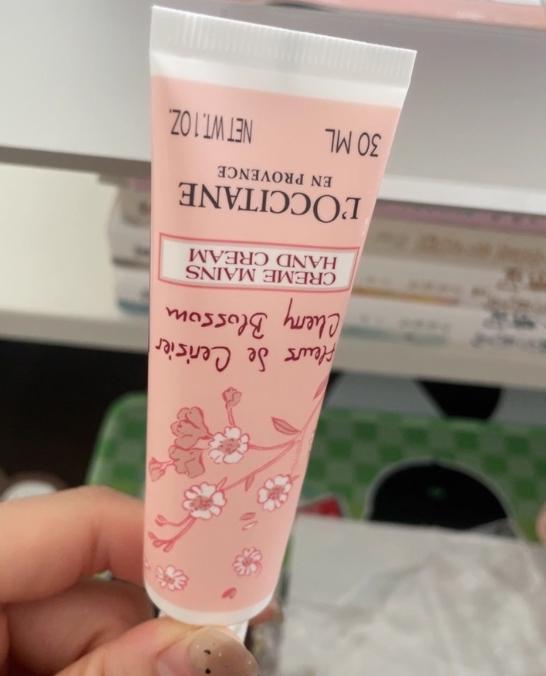 Fleurs de Cerisier
Cherry Blossom
CREME MAINS
HAND CREAM
L'OCCITANE
EN PROVENCE
30 ML NET WT.1 OZ.